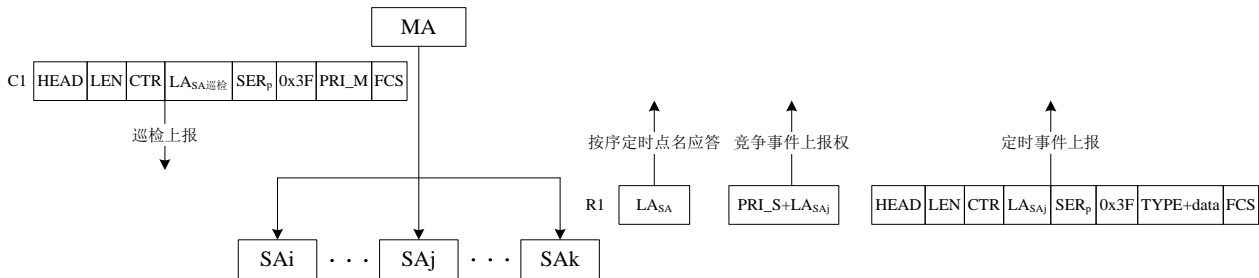 MA
C1 HEAD LEN CTR LASA巡检 SERp 0x3F PRI_M FCS
巡检上报
按序定时点名应答 竞争事件上报权 定时事件上报
R1 LASA PRI_S+LASAj HEAD LEN CTR LASAj SERp 0x3F TYPE+data FCS
SAi ··· SAj ··· SAk